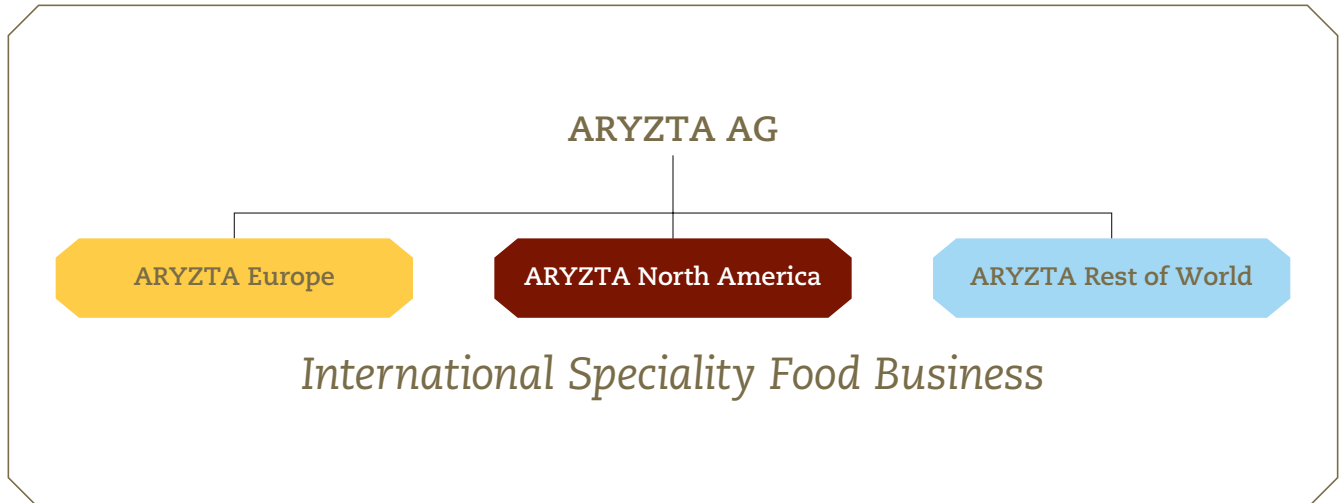 ARYZTA AG
ARYZTA Europe
ARYZTA North America
ARYZTA Rest of World
International Speciality Food Business